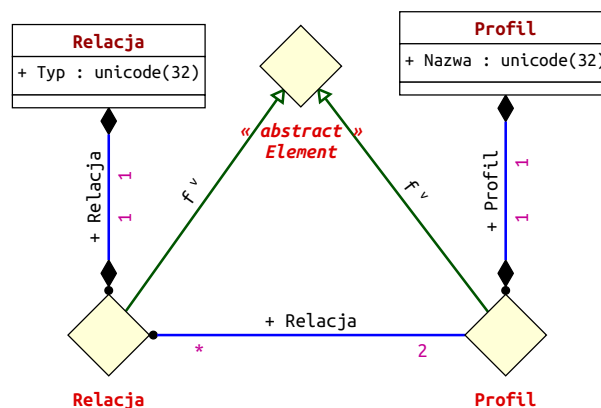 Relacja
+ Typ : unicode(32)
Profil
+ Nazwa : unicode(32)
« abstract »
Element
+ Relacja
1
1
f v
f v
+ Profil
1
1
+ Relacja
*
2
Relacja
Profil